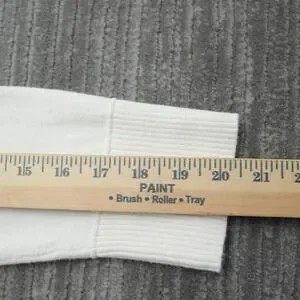 15 16 17 18 19 20 21
PAINT
• Brush • Roller • Tray